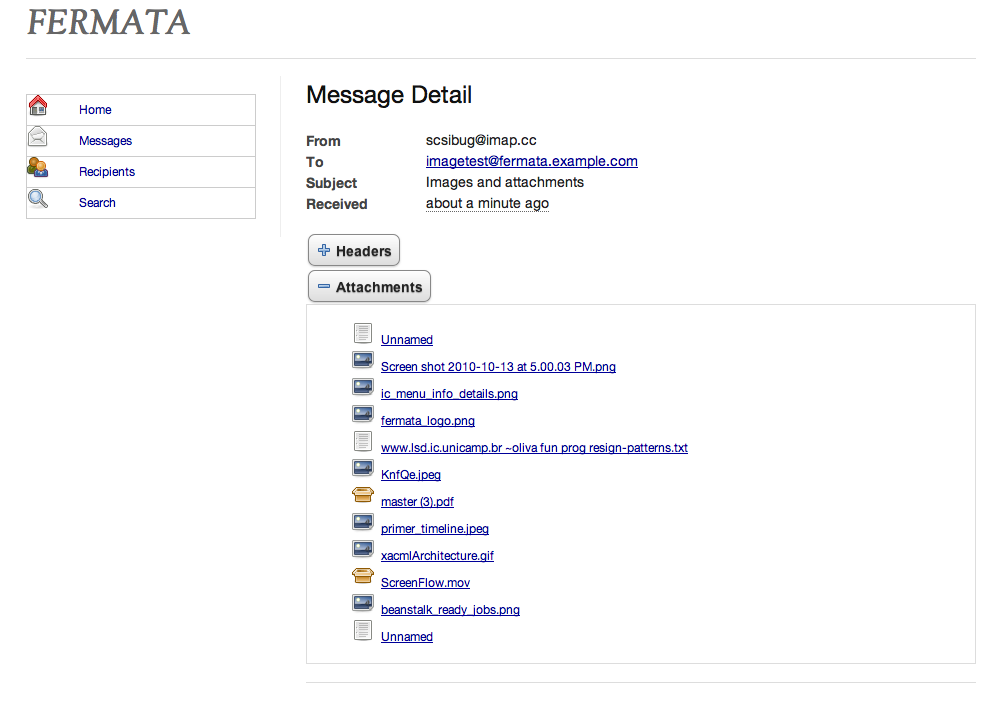 FERMATA
Home
Messages
Recipients
Search
Message Detail
From scsibug@imap.cc
To imagetest@fermata.example.com
Subject Images and attachments
Received about a minute ago
Headers
Attachments
Unnamed
Screen shot 2010-10-13 at 5.00.03 PM.png
ic_menu_info_details.png
fermata_logo.png
www.lsd.ic.unicamp.br ~oliva fun prog resign-patterns.txt
KnfQe.jpeg
master (3).pdf
primer_timeline.jpeg
xacmlArchitecture.gif
ScreenFlow.mov
beanstalk_ready_jobs.png
Unnamed